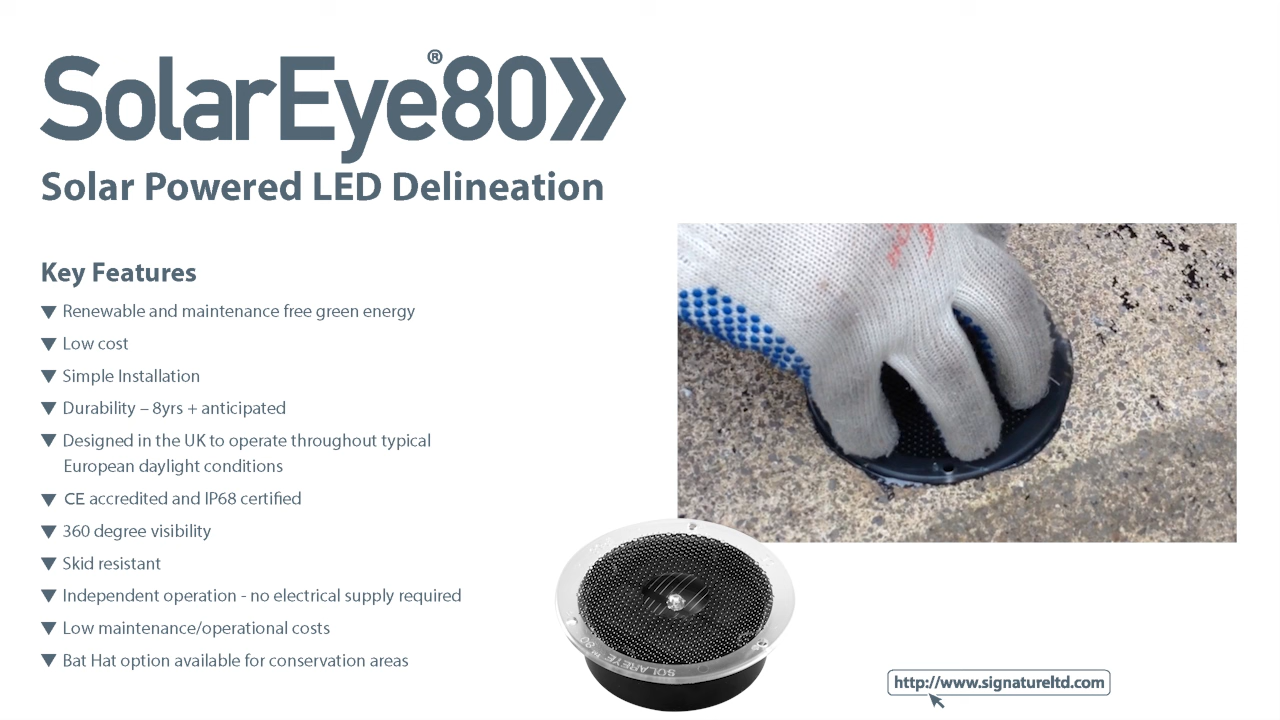 SolarEye®80
Solar Powered LED Delineation
Key Features
Renewable and maintenance free green energy
Low cost
Simple Installation
Durability – 8yrs + anticipated
Designed in the UK to operate throughout typical
European daylight conditions
CE accredited and IP68 certified
360 degree visibility
Skid resistant
Independent operation - no electrical supply required
Low maintenance/operational costs
Bat Hat option available for conservation areas
SOLAREYE 80
http://www.signatureltd.com